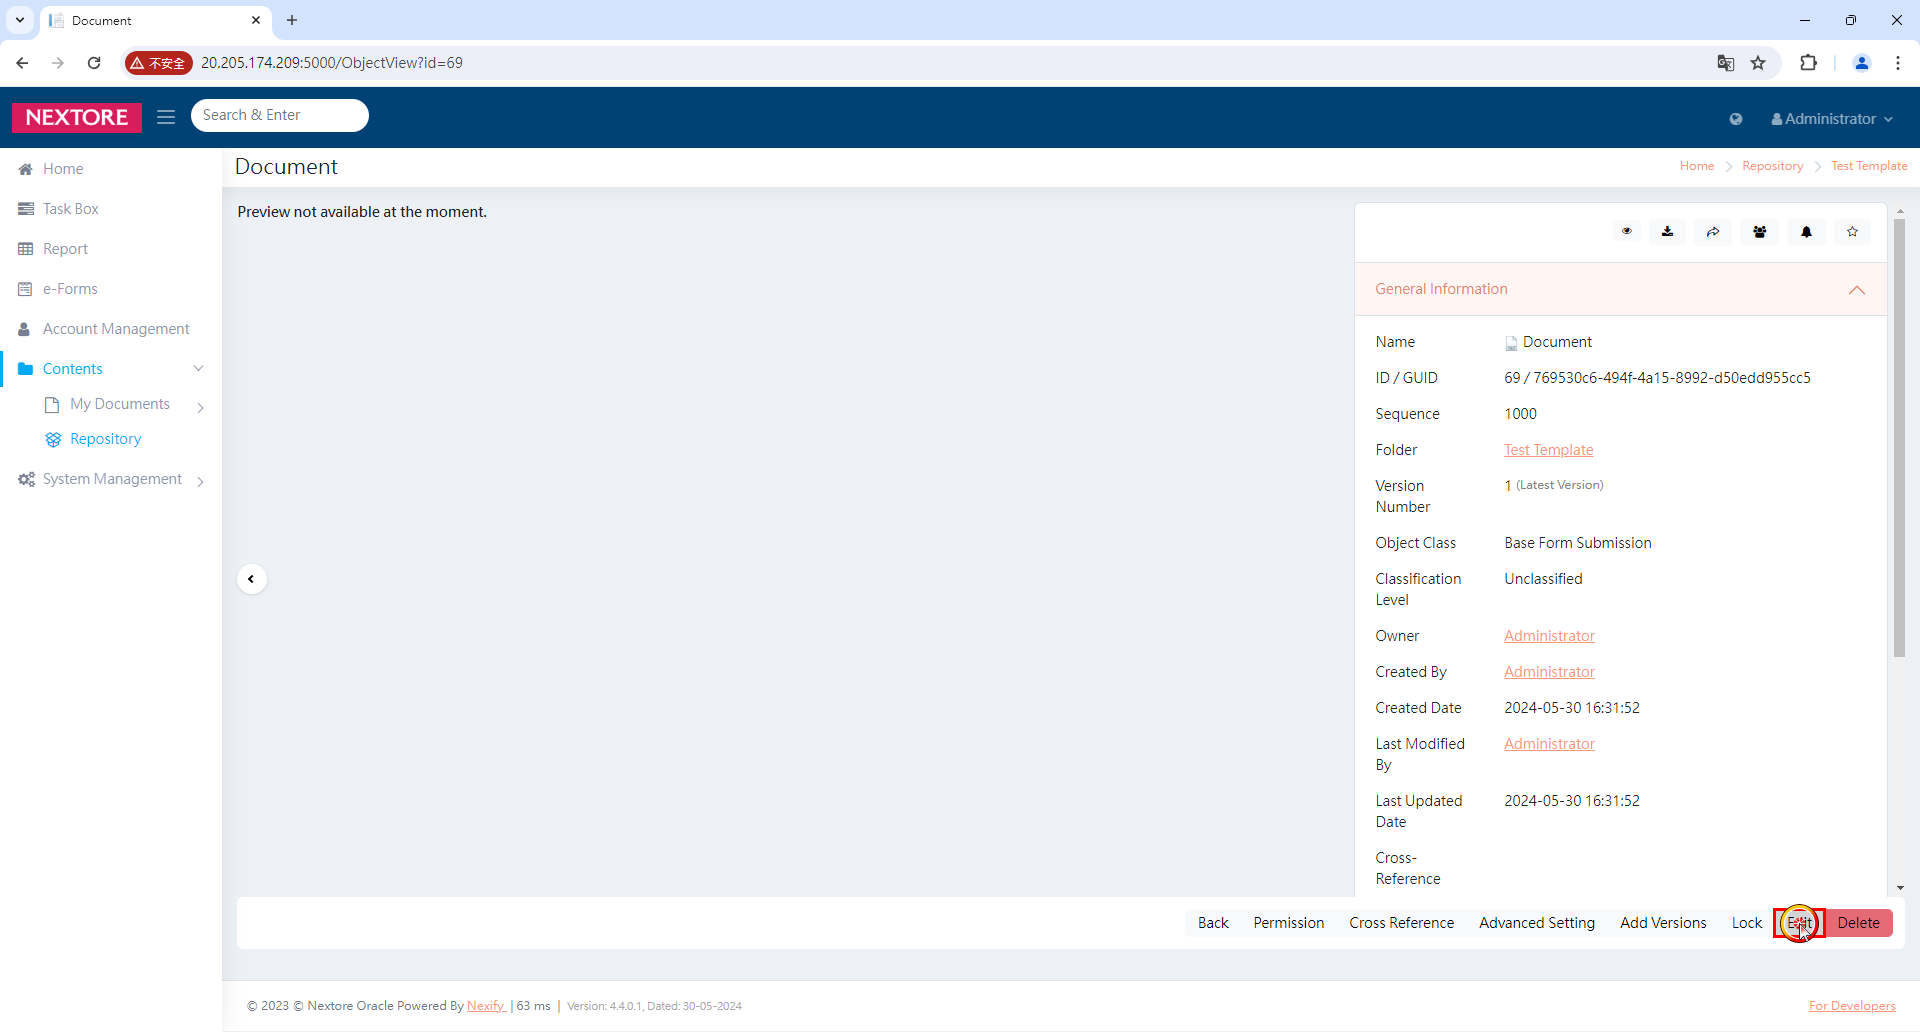 Document
不安全
20.205.174.209:5000/ObjectView?id=69
NEXTORE
Search & Enter
Administrator
Home
Task Box
Report
e-Forms
Account Management
Contents
My Documents
Repository
System Management
Document
Home
Repository
Test Template
Preview not available at the moment.
General Information
Name
Document
ID / GUID
69 / 769530c6-494f-4a15-8992-d50edd955cc5
Sequence
1000
Folder
Test Template
Version
Number
1 (Latest Version)
Object Class
Base Form Submission
Classification
Level
Unclassified
Owner
Administrator
Created By
Administrator
Created Date
2024-05-30 16:31:52
Last Modified
By
Administrator
Last Updated
Date
2024-05-30 16:31:52
Cross-
Reference
Back
Permission
Cross Reference
Advanced Setting
Add Versions
Lock
Edit
Delete
© 2023 © Nextore Oracle Powered By Nexify | 63 ms | Version: 4.4.0.1, Dated: 30-05-2024
For Developers